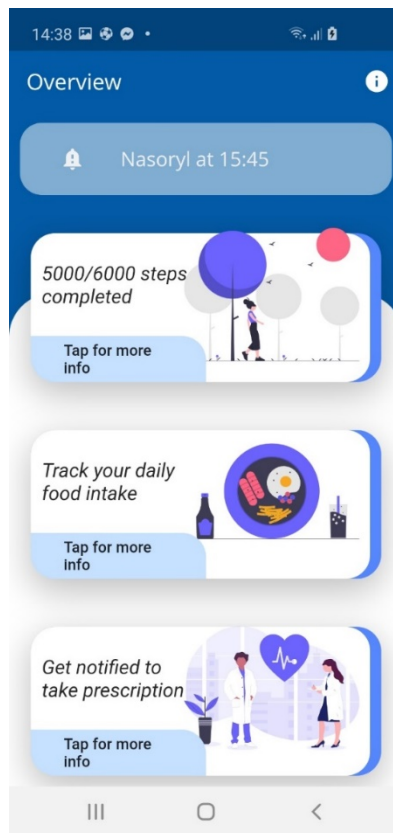 14:38
Overview
Nasoryl at 15:45
5000/6000 steps
completed
Tap for more
info
Track your daily
food intake
Tap for more
info
Get notified to
take prescription
Tap for more
info